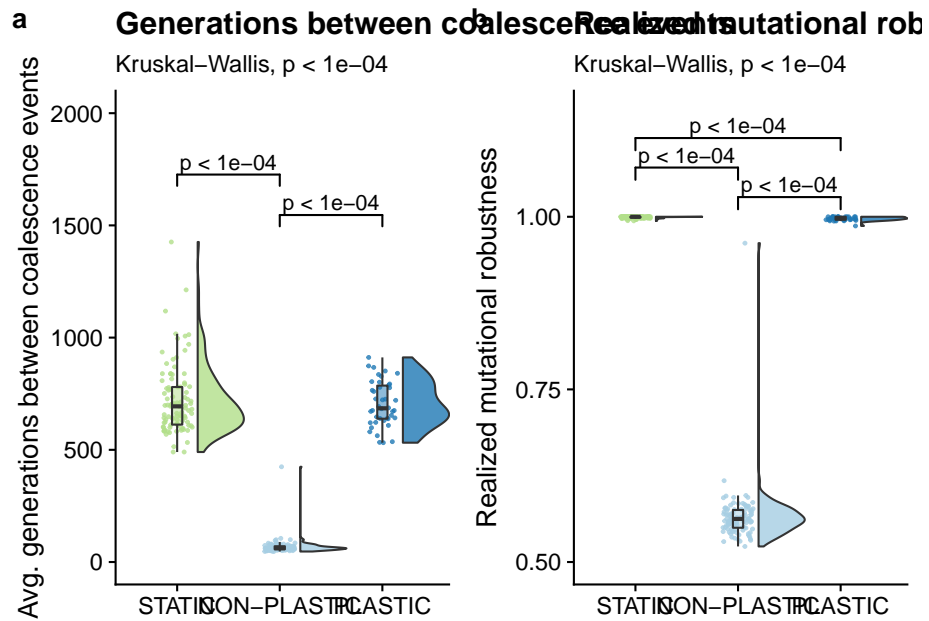 a
Generations between coalescence events
Kruskal−Wallis, p < 1e−04
Avg. generations between coalescence events
2000
1500
1000
500
0
p < 1e−04
p < 1e−04
STATIC
NON−PLASTIC
PLASTIC
b
Realized mutational rob
Kruskal−Wallis, p < 1e−04
Realized mutational robustness
1.00
0.75
0.50
p < 1e−04
p < 1e−04
p < 1e−04
STATIC
NON−PLASTIC
PLASTIC